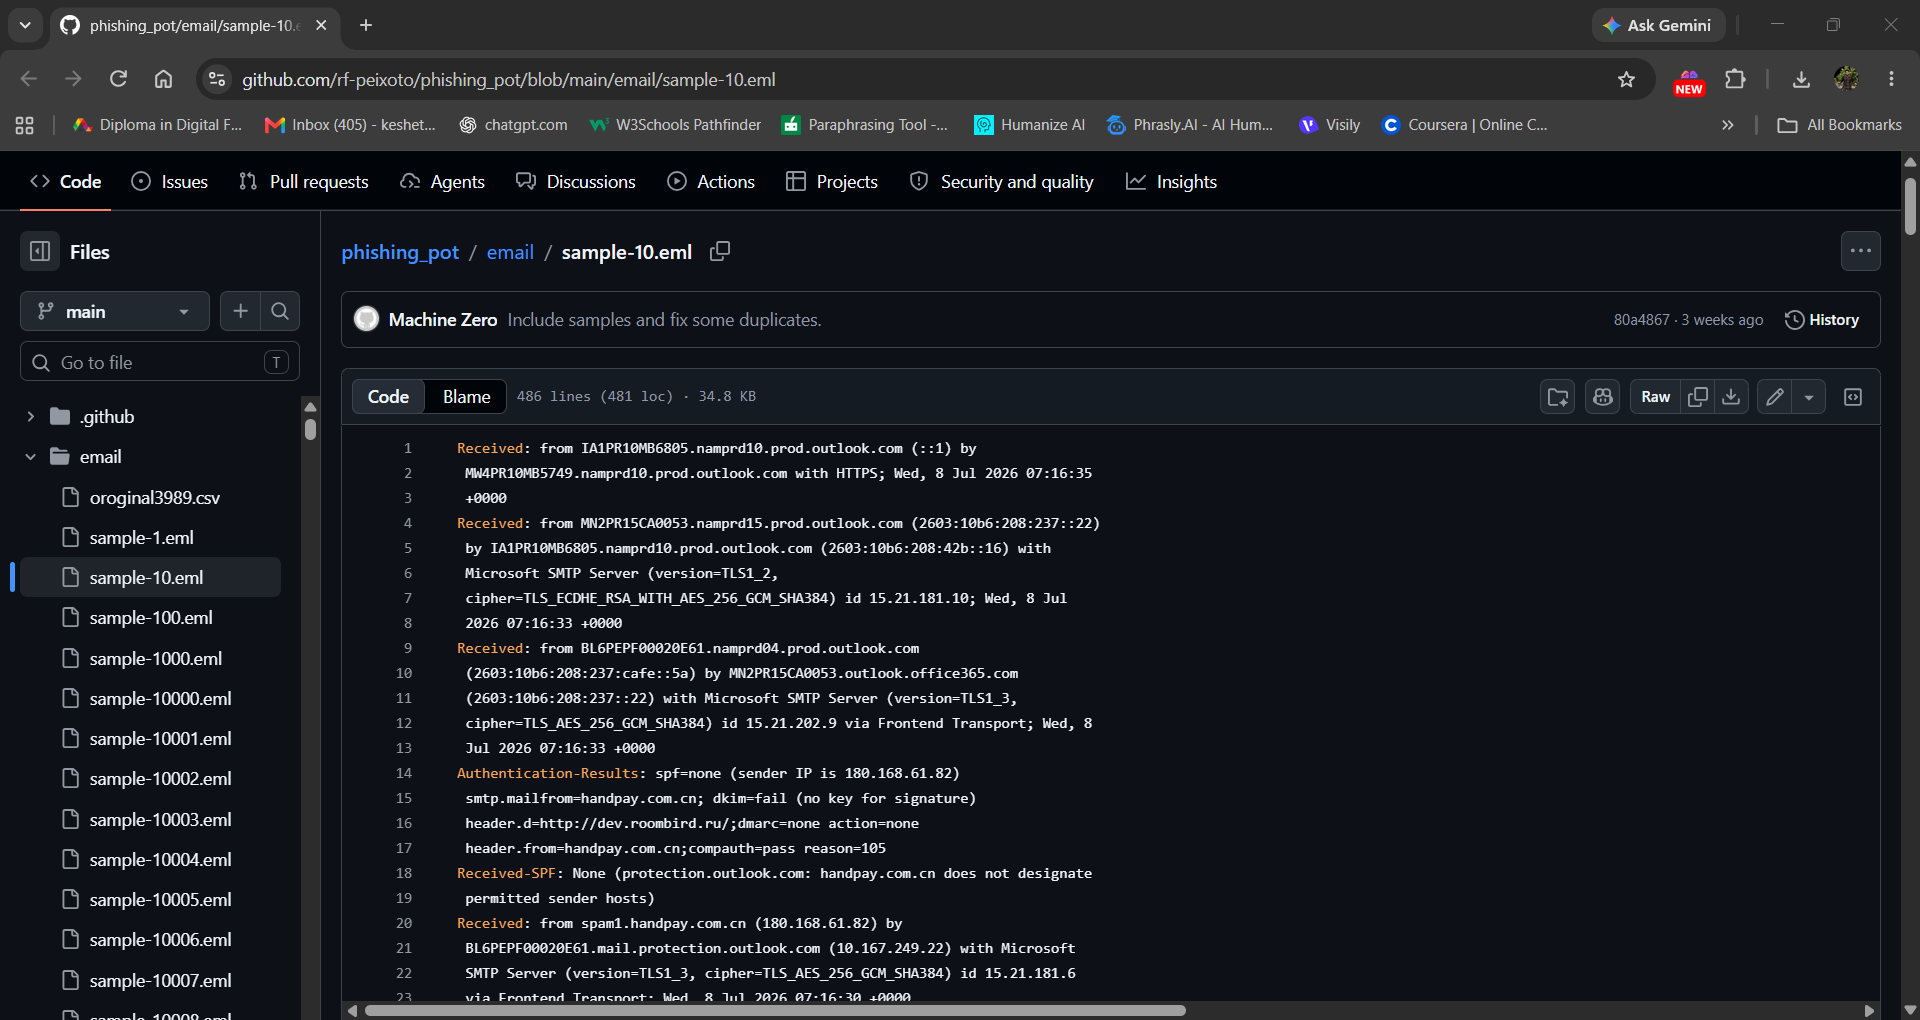 phishing_pot/email/sample-10.e
Ask Gemini
github.com/rf-peixoto/phishing_pot/blob/main/email/sample-10.eml
NEW
Diploma in Digital F...
Inbox (405) - keshet...
chatgpt.com
W3Schools Pathfinder
Paraphrasing Tool -...
Humanize AI
Phrasly.AI - AI Hum...
Visily
Coursera | Online C...
All Bookmarks
Code
Issues
Pull requests
Agents
Discussions
Actions
Projects
Security and quality
Insights
Files
main
Go to file
T
.github
email
oroginal3989.csv
sample-1.eml
sample-10.eml
sample-100.eml
sample-1000.eml
sample-10000.eml
sample-10001.eml
sample-10002.eml
sample-10003.eml
sample-10004.eml
sample-10005.eml
sample-10006.eml
sample-10007.eml
sample-10008.eml
phishing_pot / email / sample-10.eml
Machine Zero Include samples and fix some duplicates.
80a4867 · 3 weeks ago
History
Code
Blame
486 lines (481 loc) · 34.8 KB
Raw
1 Received: from IA1PR10MB6805.namprd10.prod.outlook.com (::1) by
2 MW4PR10MB5749.namprd10.prod.outlook.com with HTTPS; Wed, 8 Jul 2026 07:16:35
3 +0000
4 Received: from MN2PR15CA0053.namprd15.prod.outlook.com (2603:10b6:208:237::22)
5 by IA1PR10MB6805.namprd10.prod.outlook.com (2603:10b6:208:42b::16) with
6 Microsoft SMTP Server (version=TLS1_2,
7 cipher=TLS_ECDHE_RSA_WITH_AES_256_GCM_SHA384) id 15.21.181.10; Wed, 8 Jul
8 2026 07:16:33 +0000
9 Received: from BL6PEPF00020E61.namprd04.prod.outlook.com
10 (2603:10b6:208:237:cafe::5a) by MN2PR15CA0053.outlook.office365.com
11 (2603:10b6:208:237::22) with Microsoft SMTP Server (version=TLS1_3,
12 cipher=TLS_AES_256_GCM_SHA384) id 15.21.202.9 via Frontend Transport; Wed, 8
13 Jul 2026 07:16:33 +0000
14 Authentication-Results: spf=none (sender IP is 180.168.61.82)
15 smtp.mailfrom=handpay.com.cn; dkim=fail (no key for signature)
16 header.d=http://dev.roombird.ru/;dmarc=none action=none
17 header.from=handpay.com.cn;compauth=pass reason=105
18 Received-SPF: None (protection.outlook.com: handpay.com.cn does not designate
19 permitted sender hosts)
20 Received: from spam1.handpay.com.cn (180.168.61.82) by
21 BL6PEPF00020E61.mail.protection.outlook.com (10.167.249.22) with Microsoft
22 SMTP Server (version=TLS1_3, cipher=TLS_AES_256_GCM_SHA384) id 15.21.181.6
23 via Frontend Transport; Wed, 8 Jul 2026 07:16:30 +0000